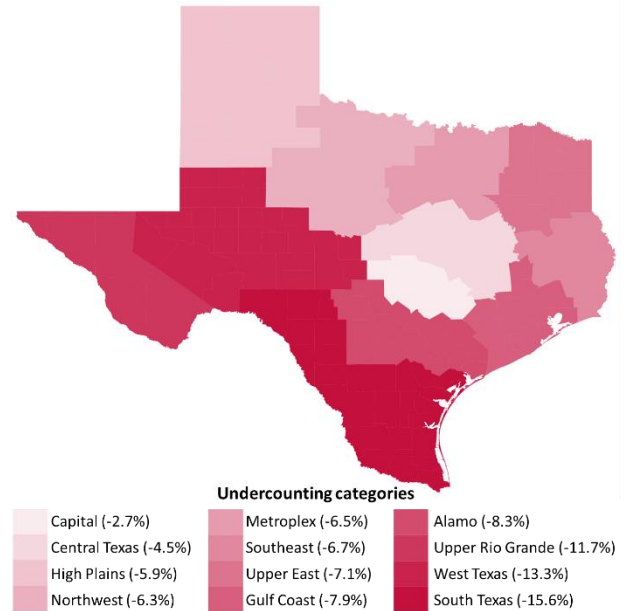 Undercounting categories
Capital (-2.7%)
Central Texas (-4.5%)
High Plains (-5.9%)
Northwest (-6.3%)
Metroplex (-6.5%)
Southeast (-6.7%)
Upper East (-7.1%)
Gulf Coast (-7.9%)
Alamo (-8.3%)
Upper Rio Grande (-11.7%)
West Texas (-13.3%)
South Texas (-15.6%)